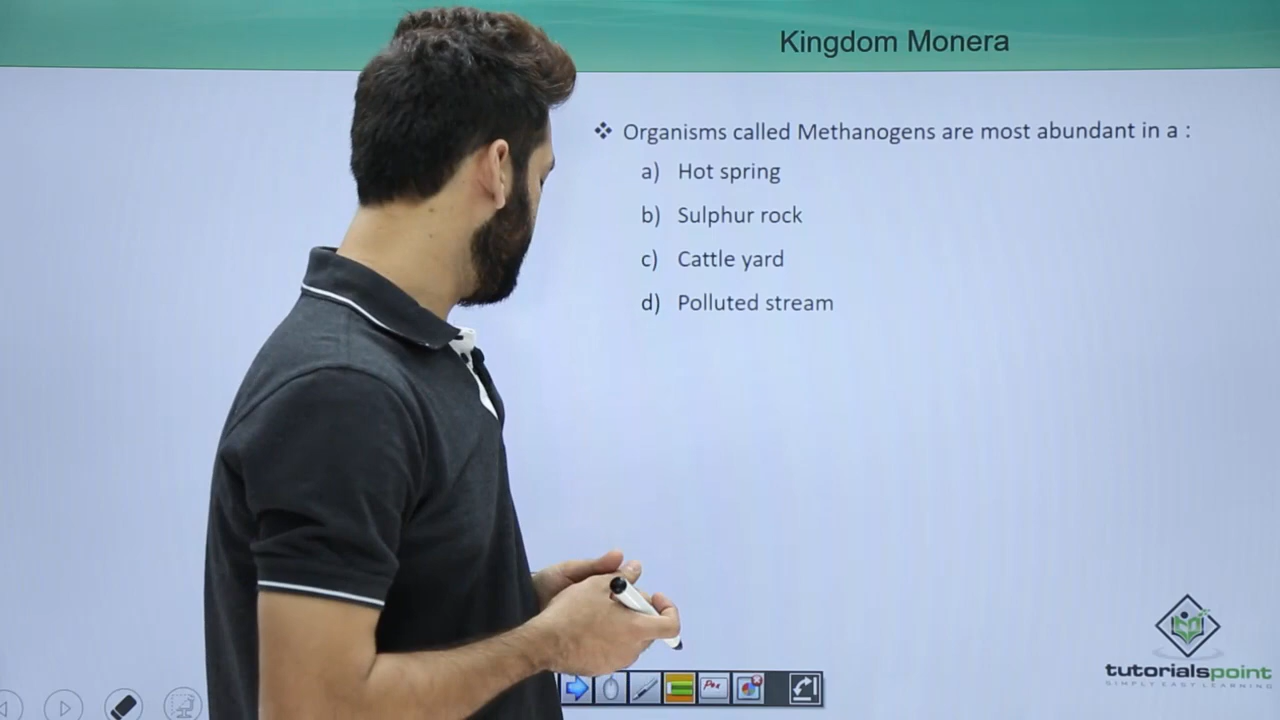 Kingdom Monera
❖ Organisms called Methanogens are most abundant in a :
a) Hot spring
b) Sulphur rock
c) Cattle yard
d) Polluted stream
Pen
tutorialspoint
SIMPLY EASY LEARNING